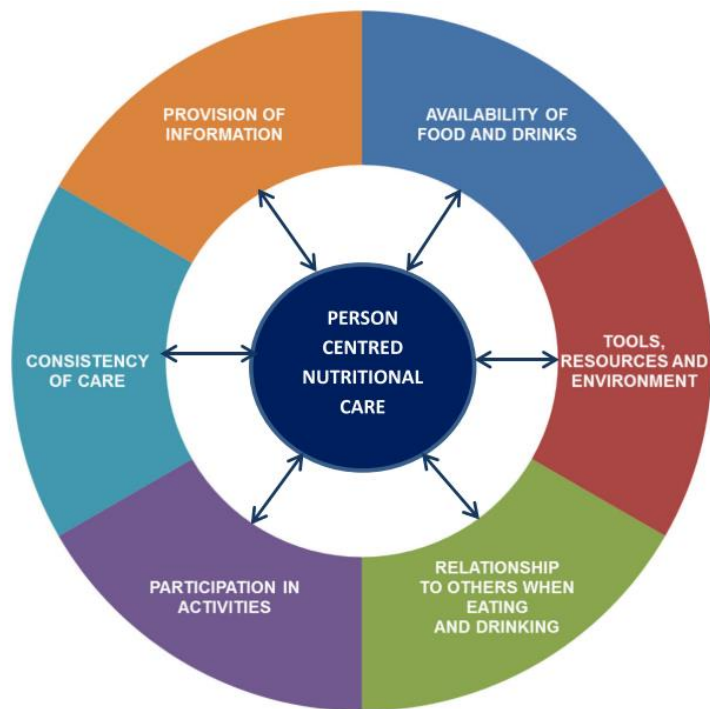 PROVISION OF
INFORMATION
AVAILABILITY OF
FOOD AND DRINKS
PERSON
CENTRED
NUTRITIONAL
CARE
TOOLS,
RESOURCES AND
ENVIRONMENT
CONSISTENCY
OF CARE
PARTICIPATION IN
ACTIVITIES
RELATIONSHIP
TO OTHERS WHEN
EATING
AND DRINKING